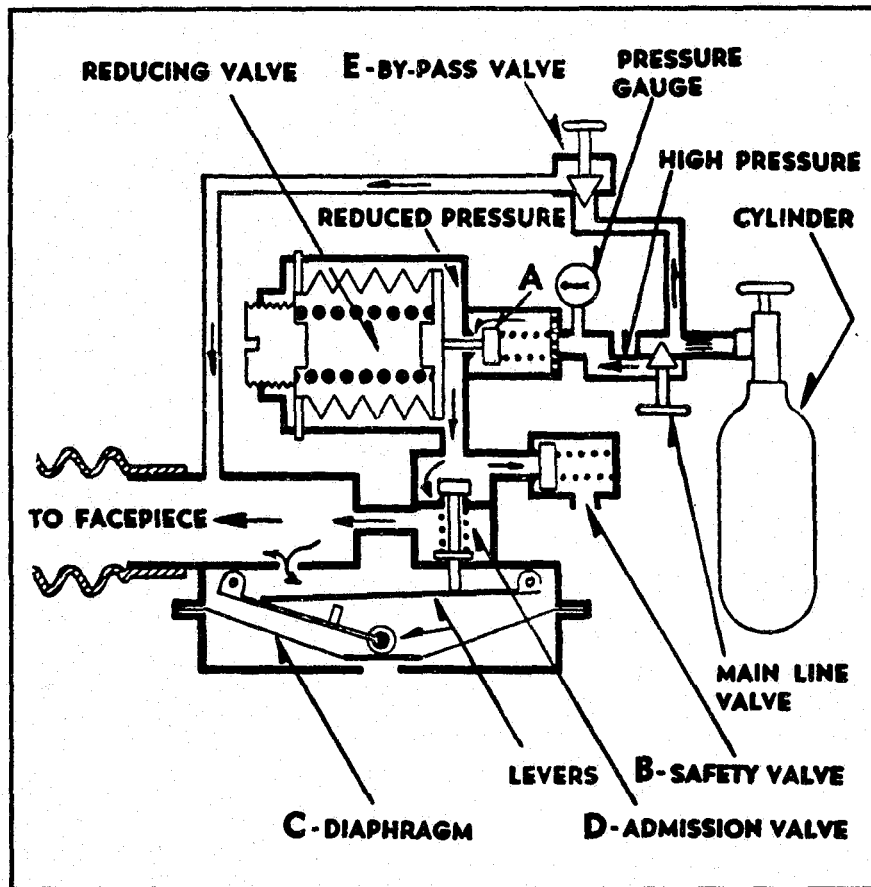 REDUCING VALVE
E-BY-PASS VALVE
PRESSURE
GAUGE
HIGH PRESSURE
CYLINDER
REDUCED PRESSURE
A
TO FACEPIECE
MAIN LINE
VALVE
LEVERS
B-SAFETY VALVE
C-DIAPHRAGM
D-ADMISSION VALVE